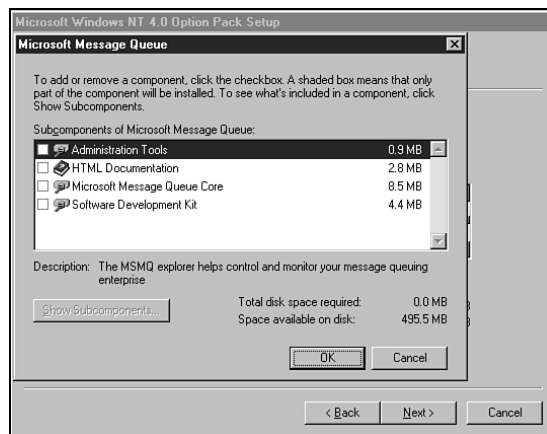 Microsoft Windows NT 4.0 Option Pack Setup
Microsoft Message Queue
To add or remove a component, click the checkbox. A shaded box means that only
part of the component will be installed. To see what's included in a component, click
Show Subcomponents.
Subcomponents of Microsoft Message Queue:
Administration Tools 0.9 MB
HTML Documentation 2.8 MB
Microsoft Message Queue Core 8.5 MB
Software Development Kit 4.4 MB
Description: The MSMQ explorer helps control and monitor your message queuing
enterprise
Show Subcomponents...
Total disk space required: 0.0 MB
Space available on disk: 495.5 MB
OK Cancel
< Back Next > Cancel